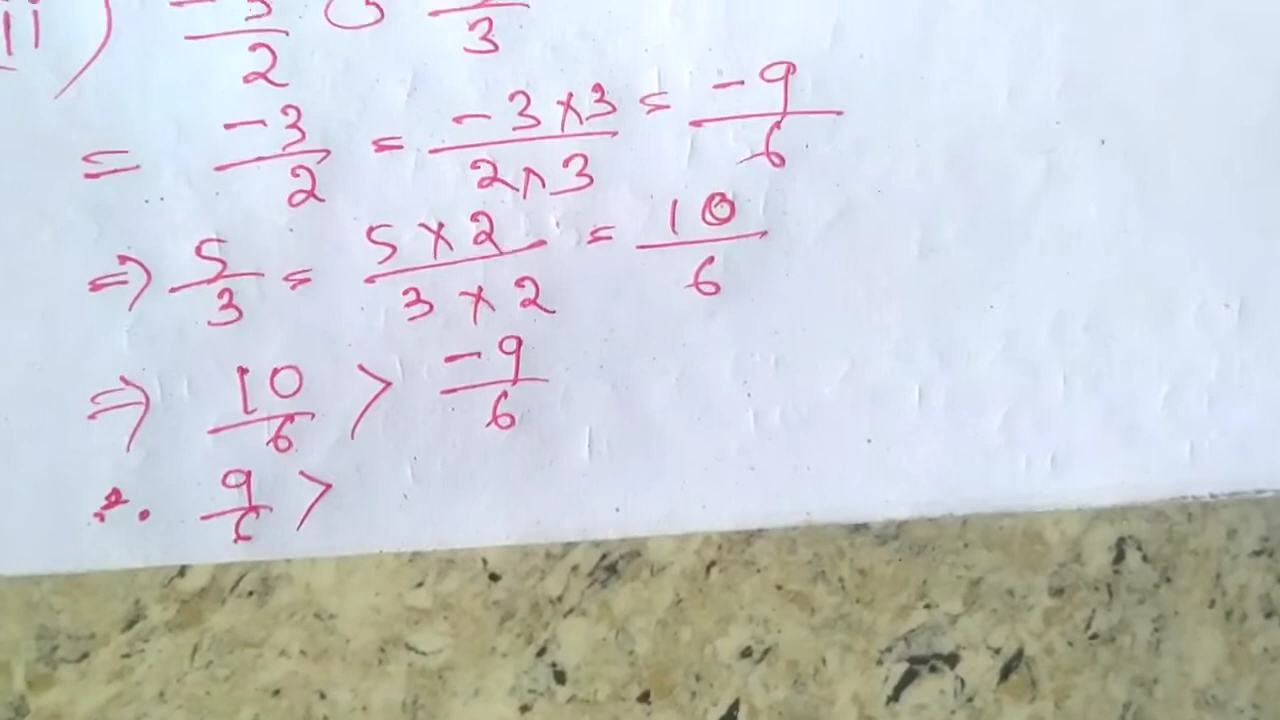 ii) -3/2 3
= -3/2 = -3×3/2×3 = -9/6
⇒ 5/3 = 5×2/3×2 = 10/6
⇒ 10/6 > -9/6
∴ 9/6 >